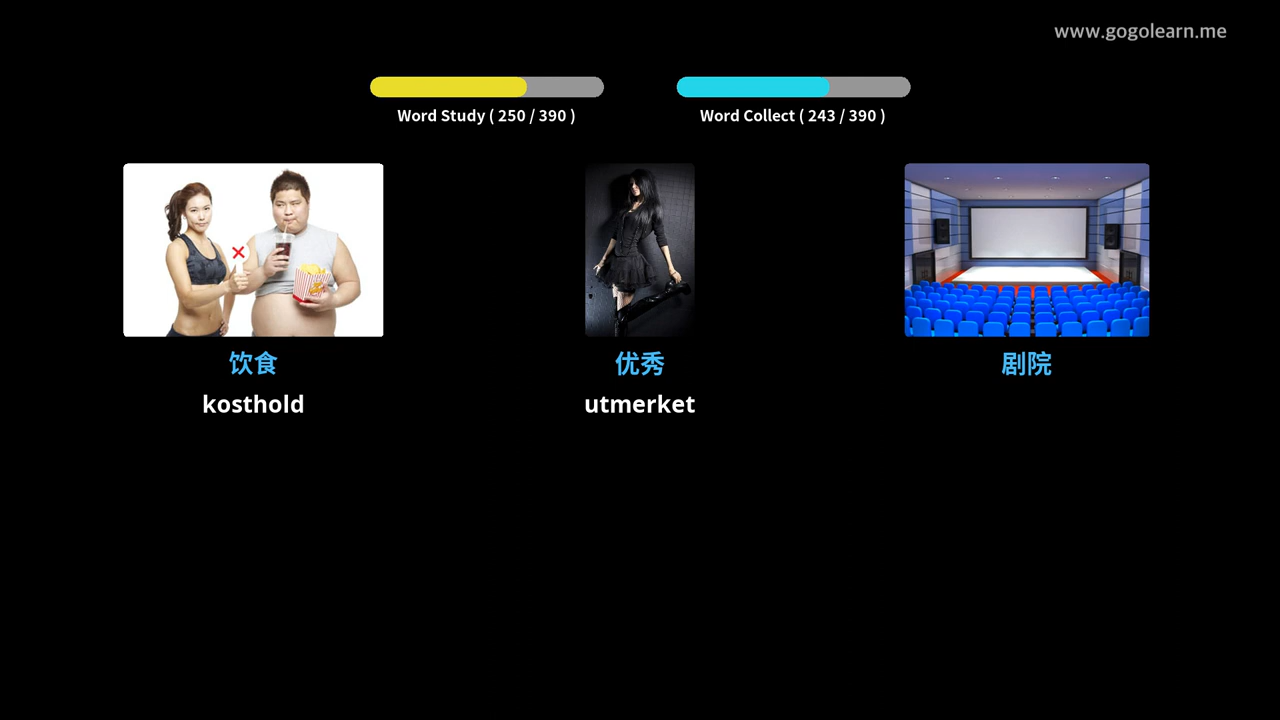 www.gogolearn.me
Word Study ( 250 / 390 )
Word Collect ( 243 / 390 )
饮食
优秀
剧院
kosthold
utmerket